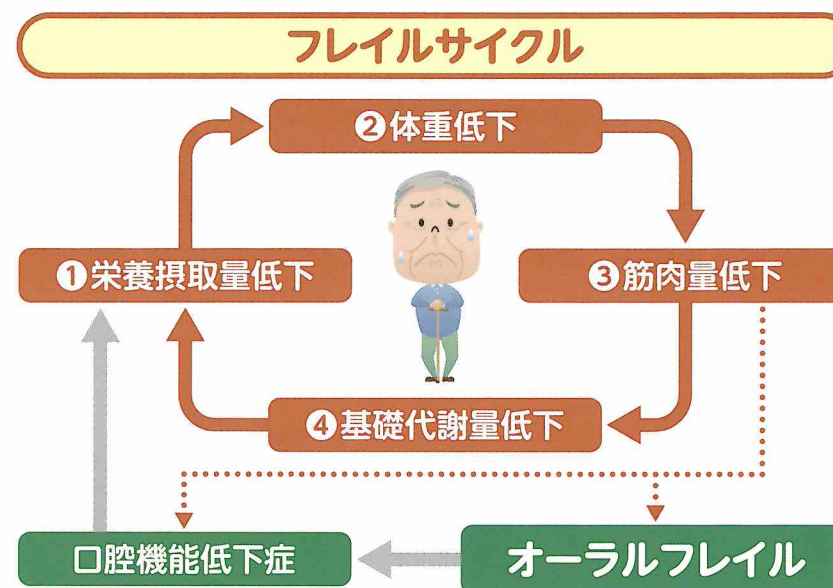 フレイルサイクル
❷体重低下
❶栄養摂取量低下
❸筋肉量低下
❹基礎代謝量低下
口腔機能低下症
オーラルフレイル